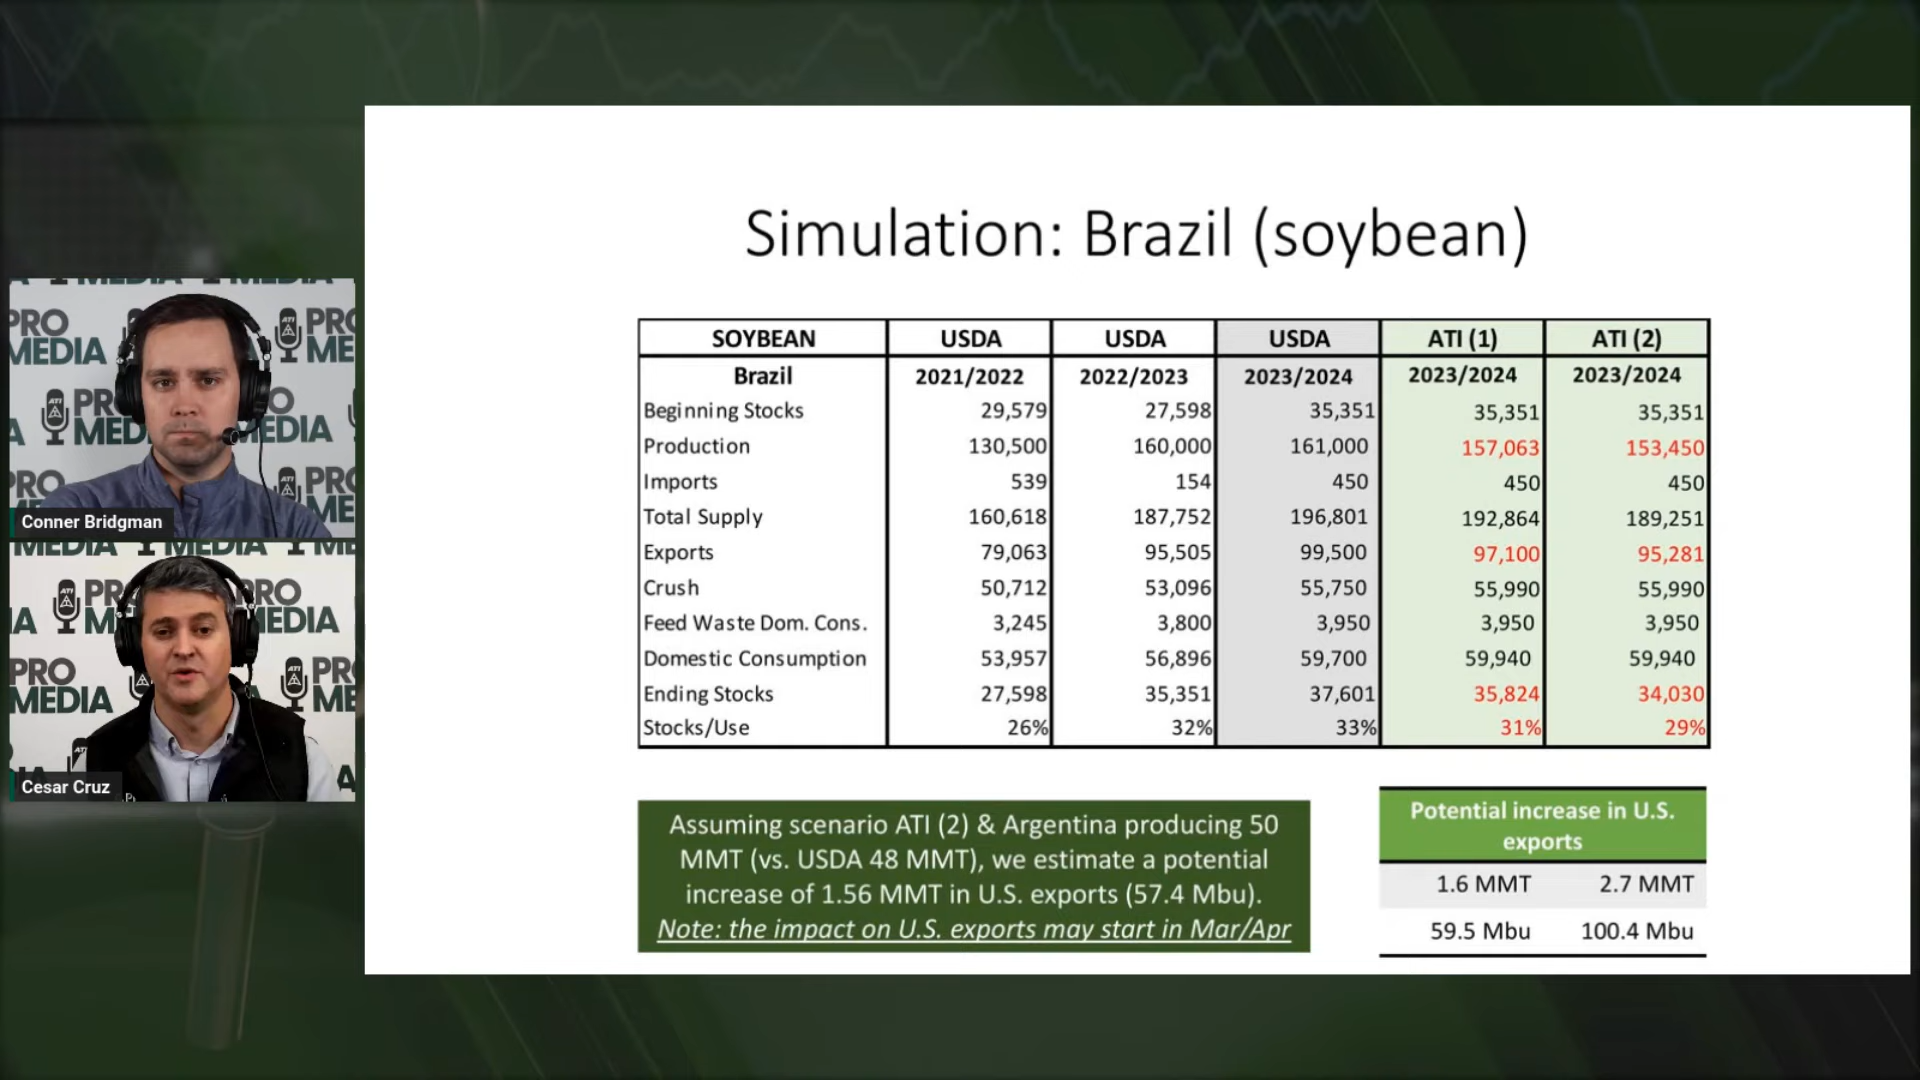 Simulation: Brazil (soybean)
SOYBEAN USDA USDA USDA ATI (1) ATI (2)
Brazil 2021/2022 2022/2023 2023/2024 2023/2024 2023/2024
Beginning Stocks 29,579 27,598 35,351 35,351 35,351
Production 130,500 160,000 161,000 157,063 153,450
Imports 539 154 450 450 450
Total Supply 160,618 187,752 196,801 192,864 189,251
Exports 79,063 95,505 99,500 97,100 95,281
Crush 50,712 53,096 55,750 55,990 55,990
Feed Waste Dom. Cons. 3,245 3,800 3,950 3,950 3,950
Domestic Consumption 53,957 56,896 59,700 59,940 59,940
Ending Stocks 27,598 35,351 37,601 35,824 34,030
Stocks/Use 26% 32% 33% 31% 29%
Assuming scenario ATI (2) & Argentina producing 50
MMT (vs. USDA 48 MMT), we estimate a potential
increase of 1.56 MMT in U.S. exports (57.4 Mbu).
Note: the impact on U.S. exports may start in Mar/Apr
Potential increase in U.S.
exports
1.6 MMT 2.7 MMT
59.5 Mbu 100.4 Mbu
PRO
MEDIA
Conner Bridgman
PRO
MEDIA
Cesar Cruz